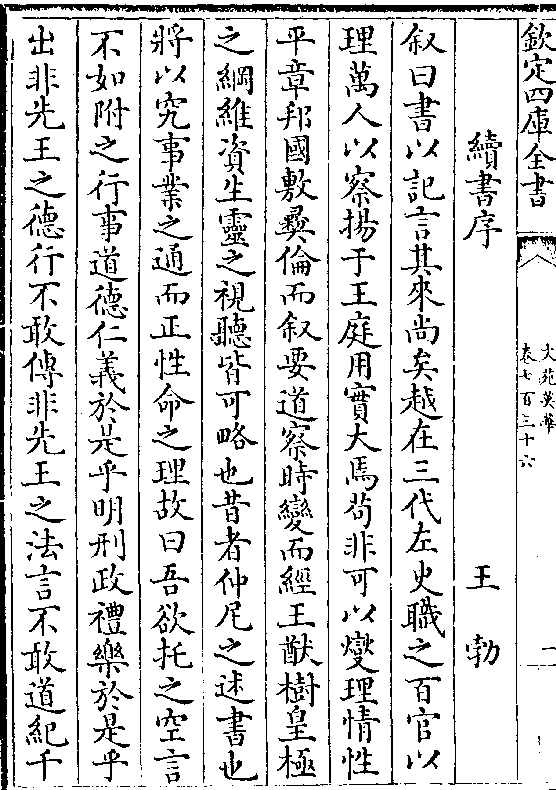 欽定四庫全書
文苑英華
卷七百三十六
一
續書序 王勃
叙曰書以記言其來尚矣越在三代左史職之百官以
理萬人以察揚于王庭用實大焉苟非可以燮理情性
平章邦國敷彞倫而叙要道察時變而經王猷樹皇極
之綱維資生靈之視聽皆可略也昔者仲尼之述書也
將以究事業之通而正性命之理故曰吾欲托之空言
不如附之行事道德仁義於是乎明刑政禮樂於是乎
出非先王之德行不敢傳非先王之法言不敢道紀千